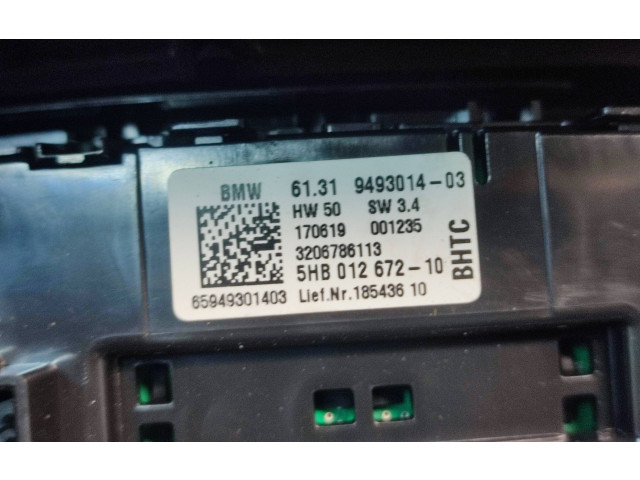 BMW 61.31 9493014-03
HW 50 SW 3.4
170619 001235
3206786113
5HB 012 672-10
65949301403 Lief.Nr.185436 10
BHTC